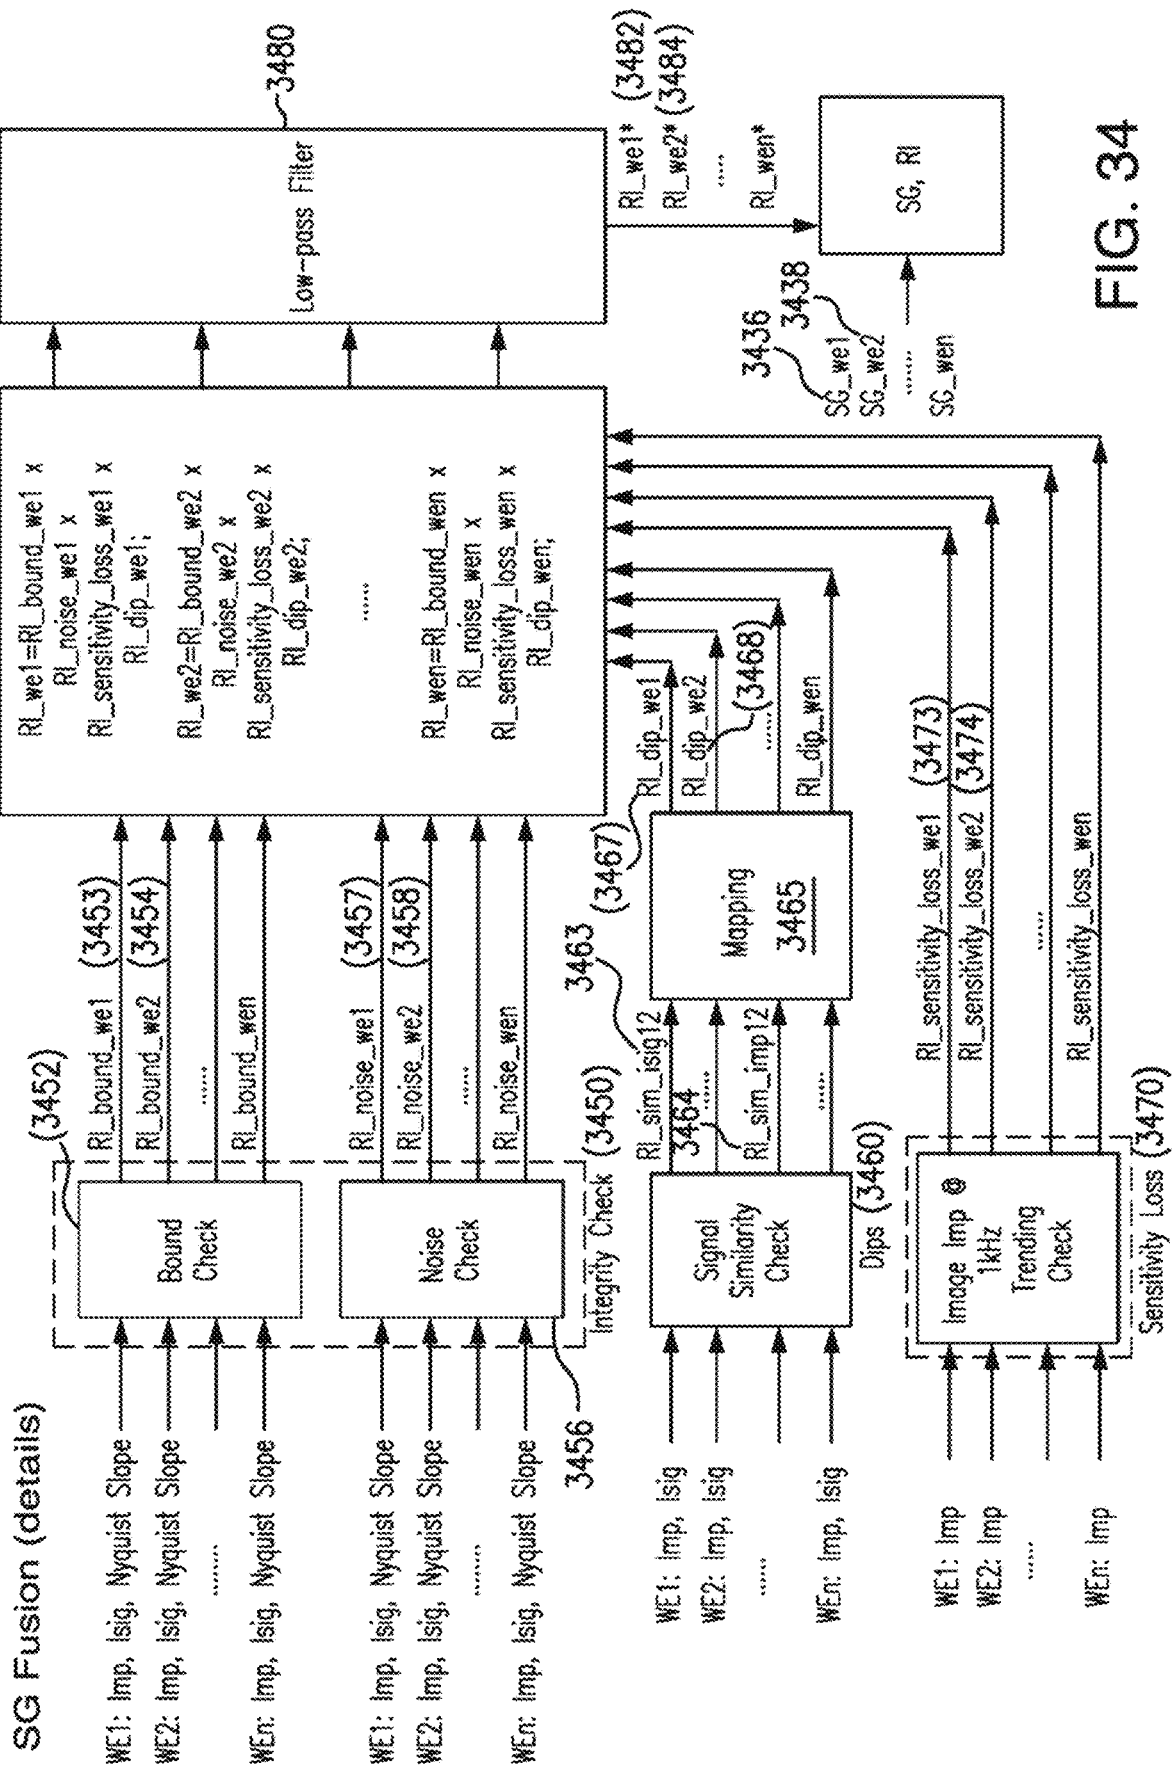 SG Fusion (details)
WE1: Imp, Isig, Nyquist Slope
WE2: Imp, Isig, Nyquist Slope
......
WEn: Imp, Isig, Nyquist Slope
Bound
Check
(3452)
RI_bound_we1 (3453)
RI_bound_we2 (3454)
......
RI_bound_wen
WE1: Imp, Isig, Nyquist Slope
WE2: Imp, Isig, Nyquist Slope
......
WEn: Imp, Isig, Nyquist Slope
Noise
Check
3456
Integrity Check (3450)
RI_noise_we1 (3457)
RI_noise_we2 (3458)
......
RI_noise_wen
WE1: Imp, Isig
WE2: Imp, Isig
......
WEn: Imp, Isig
Signal
Similarity
Check
Dips (3460)
RI_sim_isig12
3463
......
3464
RI_sim_imp12
......
Mapping
3465
(3467)
RI_dip_we1
RI_dip_we2
(3468)
......
RI_dip_wen
WE1: Imp
WE2: Imp
......
WEn: Imp
Image Imp @
1kHz
Trending
Check
Sensitivity Loss (3470)
RI_sensitivity_loss_we1 (3473)
RI_sensitivity_loss_we2 (3474)
......
RI_sensitivity_loss_wen
RI_we1=RI_bound_we1 x
RI_noise_we1 x
RI_sensitivity_loss_we1 x
RI_dip_we1;
RI_we2=RI_bound_we2 x
RI_noise_we2 x
RI_sensitivity_loss_we2 x
RI_dip_we2;
......
RI_wen=RI_bound_wen x
RI_noise_wen x
RI_sensitivity_loss_wen x
RI_dip_wen;
Low-pass Filter
3480
RI_we1* (3482)
RI_we2* (3484)
......
RI_wen*
3436
3438
SG_we1
SG_we2
......
SG_wen
SG, RI
FIG. 34